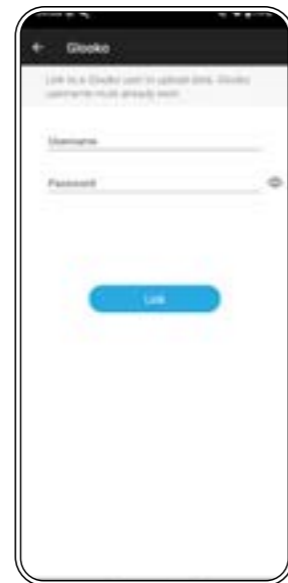 Glooko
Link to a Glooko user to upload data. Glooko
username must already exist.
Username
Password
Link